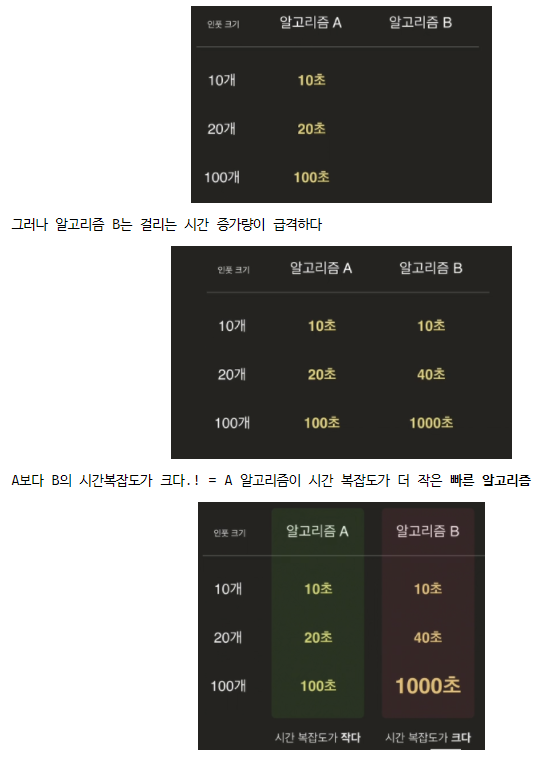 인풋 크기 알고리즘 A 알고리즘 B
10개 10초
20개 20초
100개 100초
그러나 알고리즘 B는 걸리는 시간 증가량이 급격하다
인풋 크기 알고리즘 A 알고리즘 B
10개 10초 10초
20개 20초 40초
100개 100초 1000초
A보다 B의 시간복잡도가 크다.! = A 알고리즘이 시간 복잡도가 더 작은 빠른 알고리즘
인풋 크기 알고리즘 A 알고리즘 B
10개 10초 10초
20개 20초 40초
100개 100초 1000초
시간 복잡도가 작다 시간 복잡도가 크다